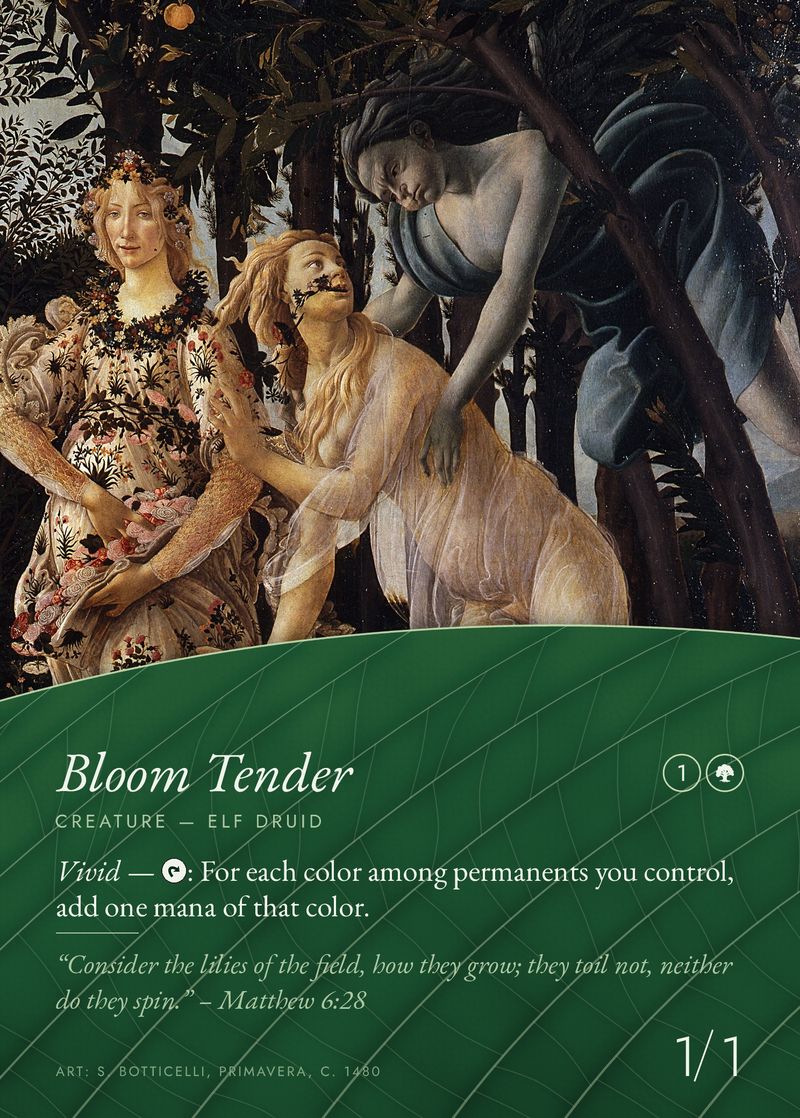 Bloom Tender
1
CREATURE — ELF DRUID
Vivid — : For each color among permanents you control,
add one mana of that color.
“Consider the lilies of the field, how they grow; they toil not, neither
do they spin.” – Matthew 6:28
1/1
ART: S. BOTTICELLI, PRIMAVERA, C. 1480